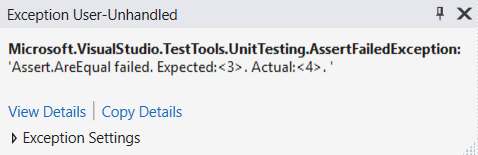 Exception User-Unhandled
Microsoft.VisualStudio.TestTools.UnitTesting.AssertFailedException:
'Assert.AreEqual failed. Expected:<3>. Actual:<4>. '
View Details | Copy Details
Exception Settings